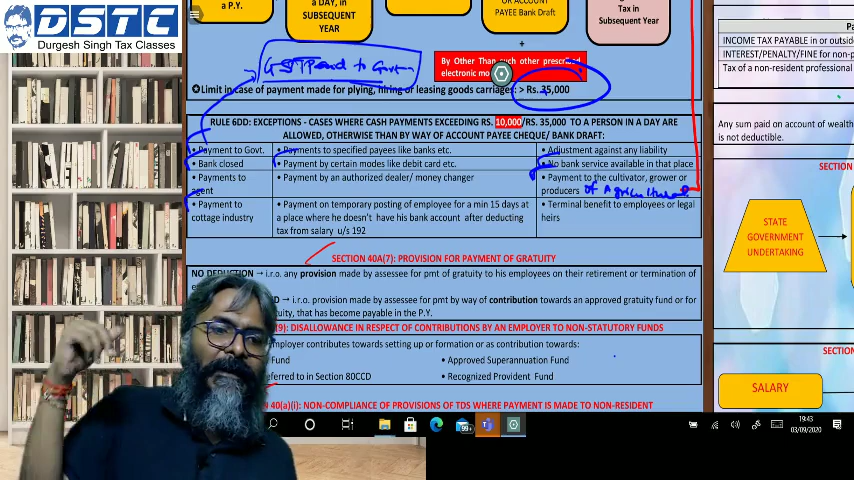 DSTC
Durgesh Singh Tax Classes
a P.Y.
a DAY, in
SUBSEQUENT
YEAR
OR ACCOUNT
PAYEE Bank Draft
Tax in
Subsequent Year
+
By Other Than such other prescribed
electronic mo
GST Paid to Govern
Limit in case of payment made for plying, hiring or leasing goods carriages: > Rs. 35,000
RULE 6DD: EXCEPTIONS - CASES WHERE CASH PAYMENTS EXCEEDING RS. 10,000/RS. 35,000 TO A PERSON IN A DAY ARE
ALLOWED, OTHERWISE THAN BY WAY OF ACCOUNT PAYEE CHEQUE/ BANK DRAFT:
• Payment to Govt.
• Payments to specified payees like banks etc.
• Adjustment against any liability
• Bank closed
• Payment by certain modes like debit card etc.
• No bank service available in that place
• Payments to
agent
• Payment by an authorized dealer/ money changer
• Payment to the cultivator, grower or
producers of Agricultural
• Payment to
cottage industry
• Payment on temporary posting of employee for a min 15 days at
a place where he doesn't have his bank account after deducting
tax from salary u/s 192
• Terminal benefit to employees or legal
heirs
SECTION 40A(7): PROVISION FOR PAYMENT OF GRATUITY
NO DEDUCTION → i.r.o. any provision made by assessee for pmt of gratuity to his employees on their retirement or termination of
→ i.r.o. provision made by assessee for pmt by way of contribution towards an approved gratuity fund or for
uity, that has become payable in the P.Y.
(9): DISALLOWANCE IN RESPECT OF CONTRIBUTIONS BY AN EMPLOYER TO NON-STATUTORY FUNDS
mployer contributes towards setting up or formation or as contribution towards:
Fund
• Approved Superannuation Fund
eferred to in Section 80CCD
• Recognized Provident Fund
40(a)(i): NON-COMPLIANCE OF PROVISIONS OF TDS WHERE PAYMENT IS MADE TO NON-RESIDENT
Pa
INCOME TAX PAYABLE in or outsid
INTEREST/PENALTY/FINE for non-p
Tax of a non-resident professional
Any sum paid on account of wealth
is not deductible.
SECTION
STATE
GOVERNMENT
UNDERTAKING
SECTION
SALARY
99+
19:43
03/09/2020